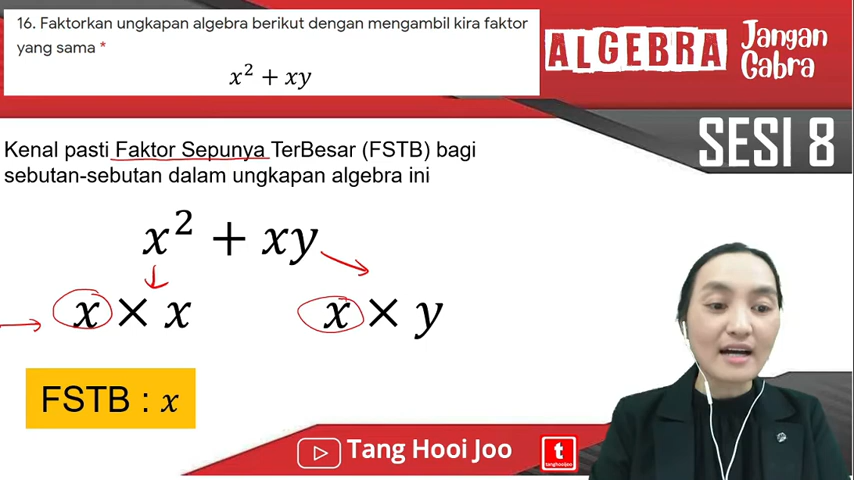 16. Faktorkan ungkapan algebra berikut dengan mengambil kira faktor
yang sama *
x² + xy
ALGEBRA
Jangan
Gabra
SESI 8
Kenal pasti Faktor Sepunya TerBesar (FSTB) bagi
sebutan-sebutan dalam ungkapan algebra ini
x² + xy
x × x
x × y
FSTB : x
Tang Hooi Joo
t
tanghooijoo